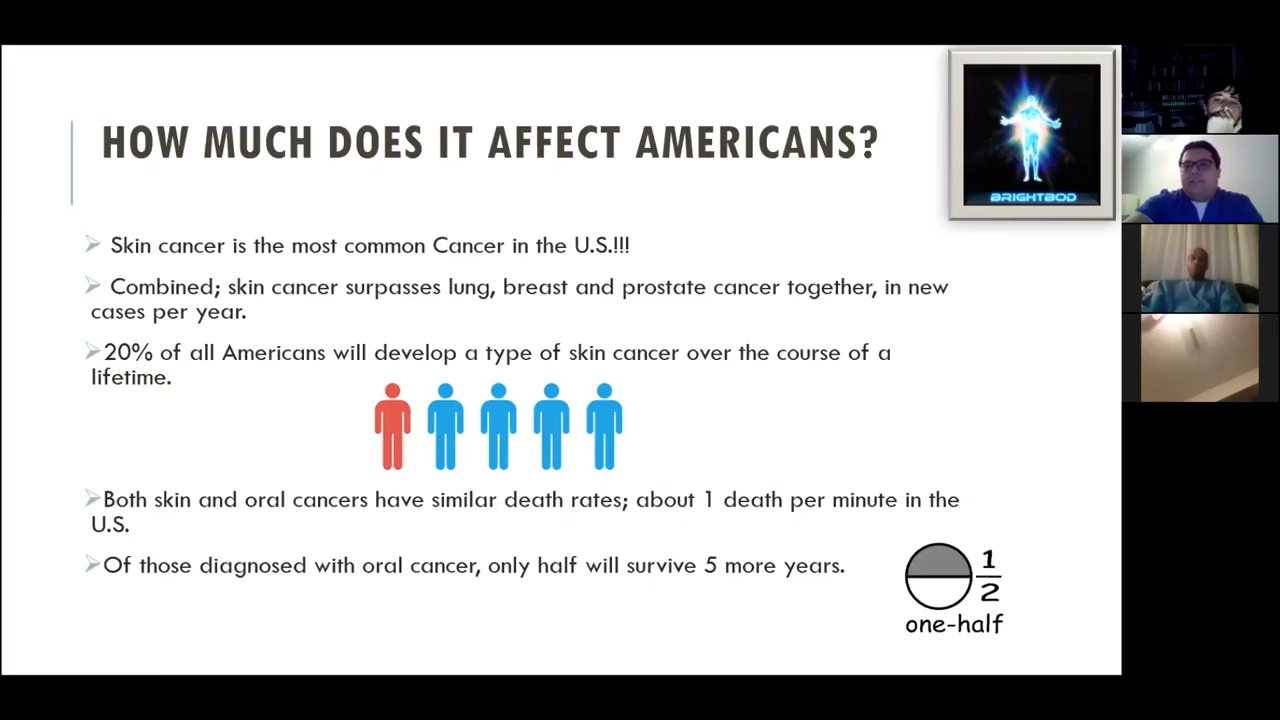 HOW MUCH DOES IT AFFECT AMERICANS?
BRIGHTBOD
Skin cancer is the most common Cancer in the U.S.!!!
Combined; skin cancer surpasses lung, breast and prostate cancer together, in new
cases per year.
20% of all Americans will develop a type of skin cancer over the course of a
lifetime.
Both skin and oral cancers have similar death rates; about 1 death per minute in the
U.S.
Of those diagnosed with oral cancer, only half will survive 5 more years.
1
2
one-half